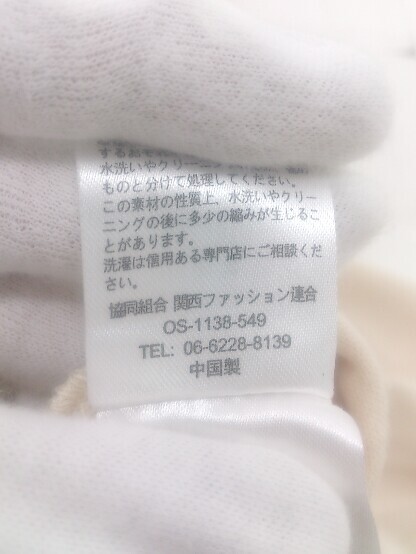 水洗いやクリーニング
ものと分けて処理してください。
この素材の性質上、水洗いやクリー
ニングの後に多少の縮みが生じるこ
とがあります。
洗濯は信用ある専門店にご相談くだ
さい。
協同組合 関西ファッション連合
OS-1138-549
TEL: 06-6228-8139
中国製